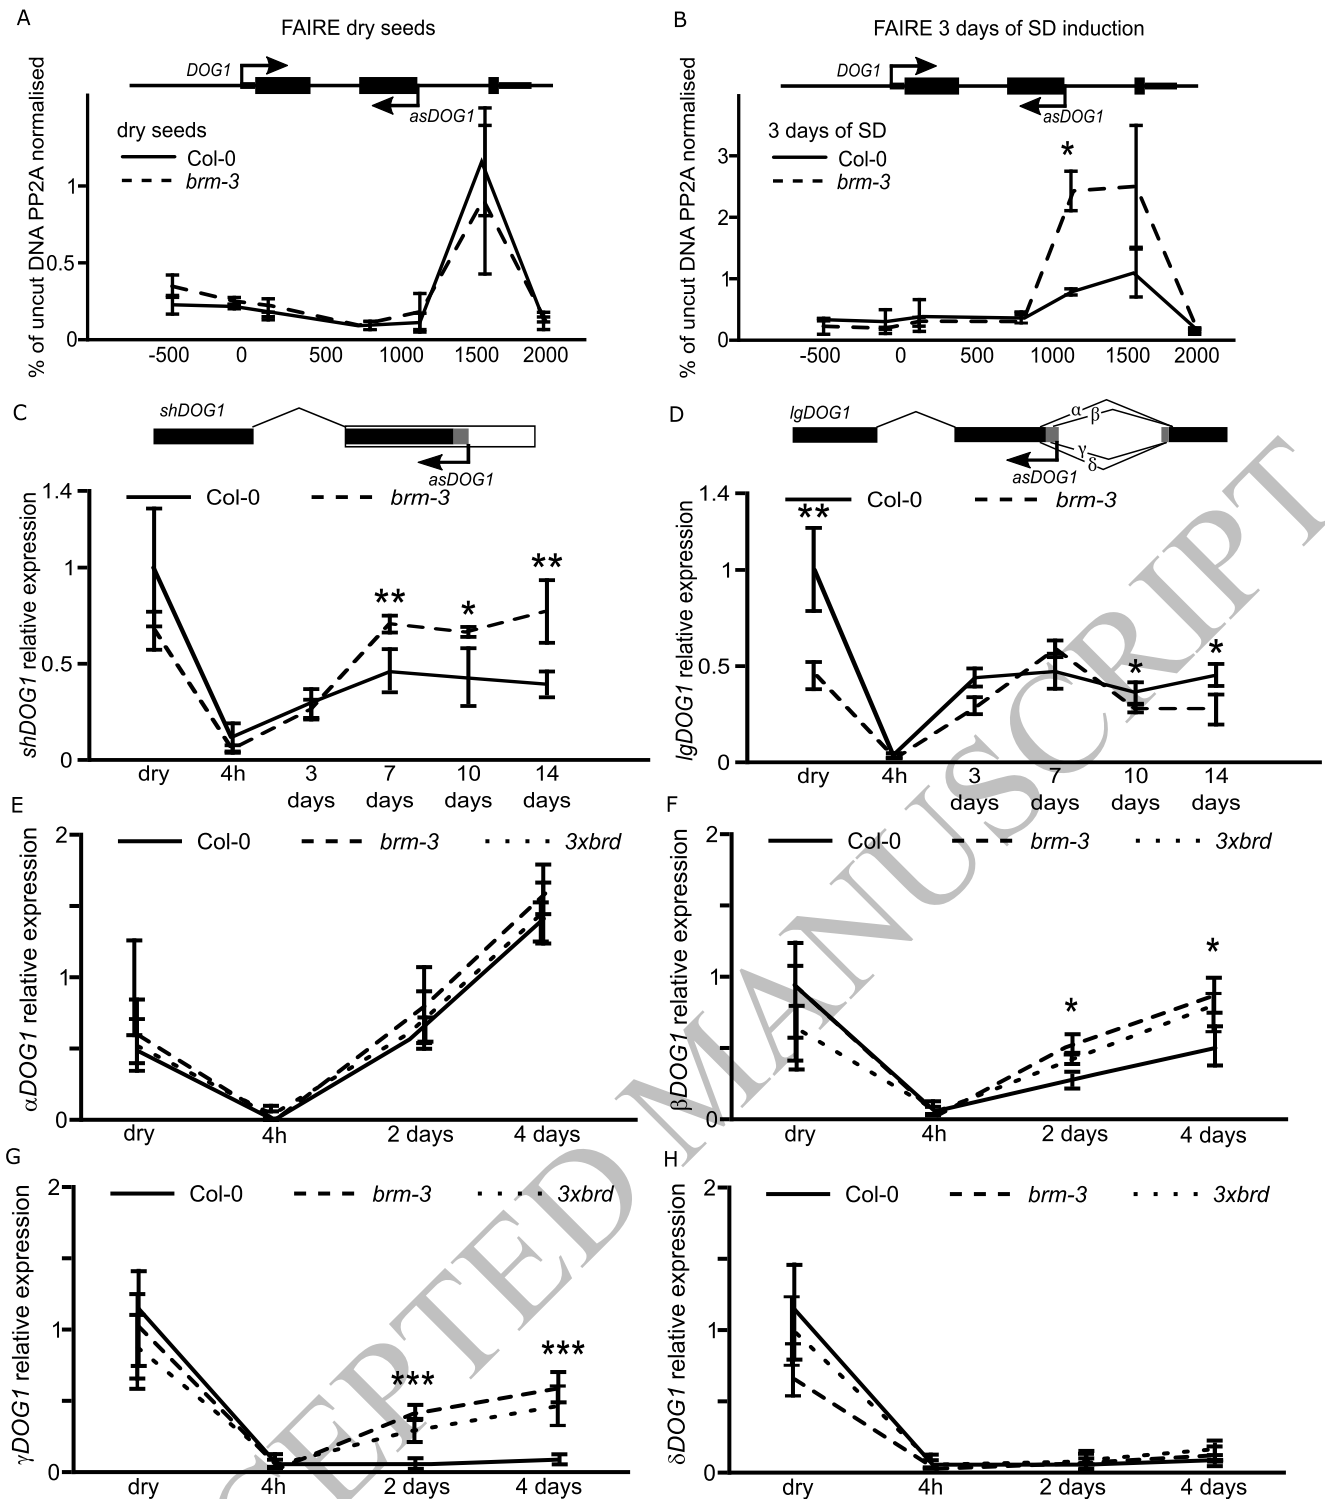 A
FAIRE dry seeds
% of uncut DNA PP2A normalised
DOG1
asDOG1
dry seeds
Col-0
brm-3
1
0.5
0
-500 0 500 1000 1500 2000
B
FAIRE 3 days of SD induction
% of uncut DNA PP2A normalised
DOG1
asDOG1
3 days of SD
Col-0
brm-3
*
3
2
1
0
-500 0 500 1000 1500 2000
C
shDOG1
asDOG1
shDOG1 relative expression
Col-0 brm-3
1.4
1
0.5
0
** * **
dry 4h 3 7 10 14
days days days days
D
lgDOG1
α β
γ
δ
asDOG1
lgDOG1 relative expression
Col-0 brm-3
1.4
1
0.5
0
** * *
dry 4h 3 7 10 14
days days days days
E
αDOG1 relative expression
Col-0 brm-3 3xbrd
2
1
0
dry 4h 2 days 4 days
F
βDOG1 relative expression
Col-0 brm-3 3xbrd
2
1
0
* *
dry 4h 2 days 4 days
G
γDOG1 relative expression
Col-0 brm-3 3xbrd
2
1
0
*** ***
dry 4h 2 days 4 days
H
δDOG1 relative expression
Col-0 brm-3 3xbrd
2
1
0
dry 4h 2 days 4 days
CEPTED MANUSCRIPT